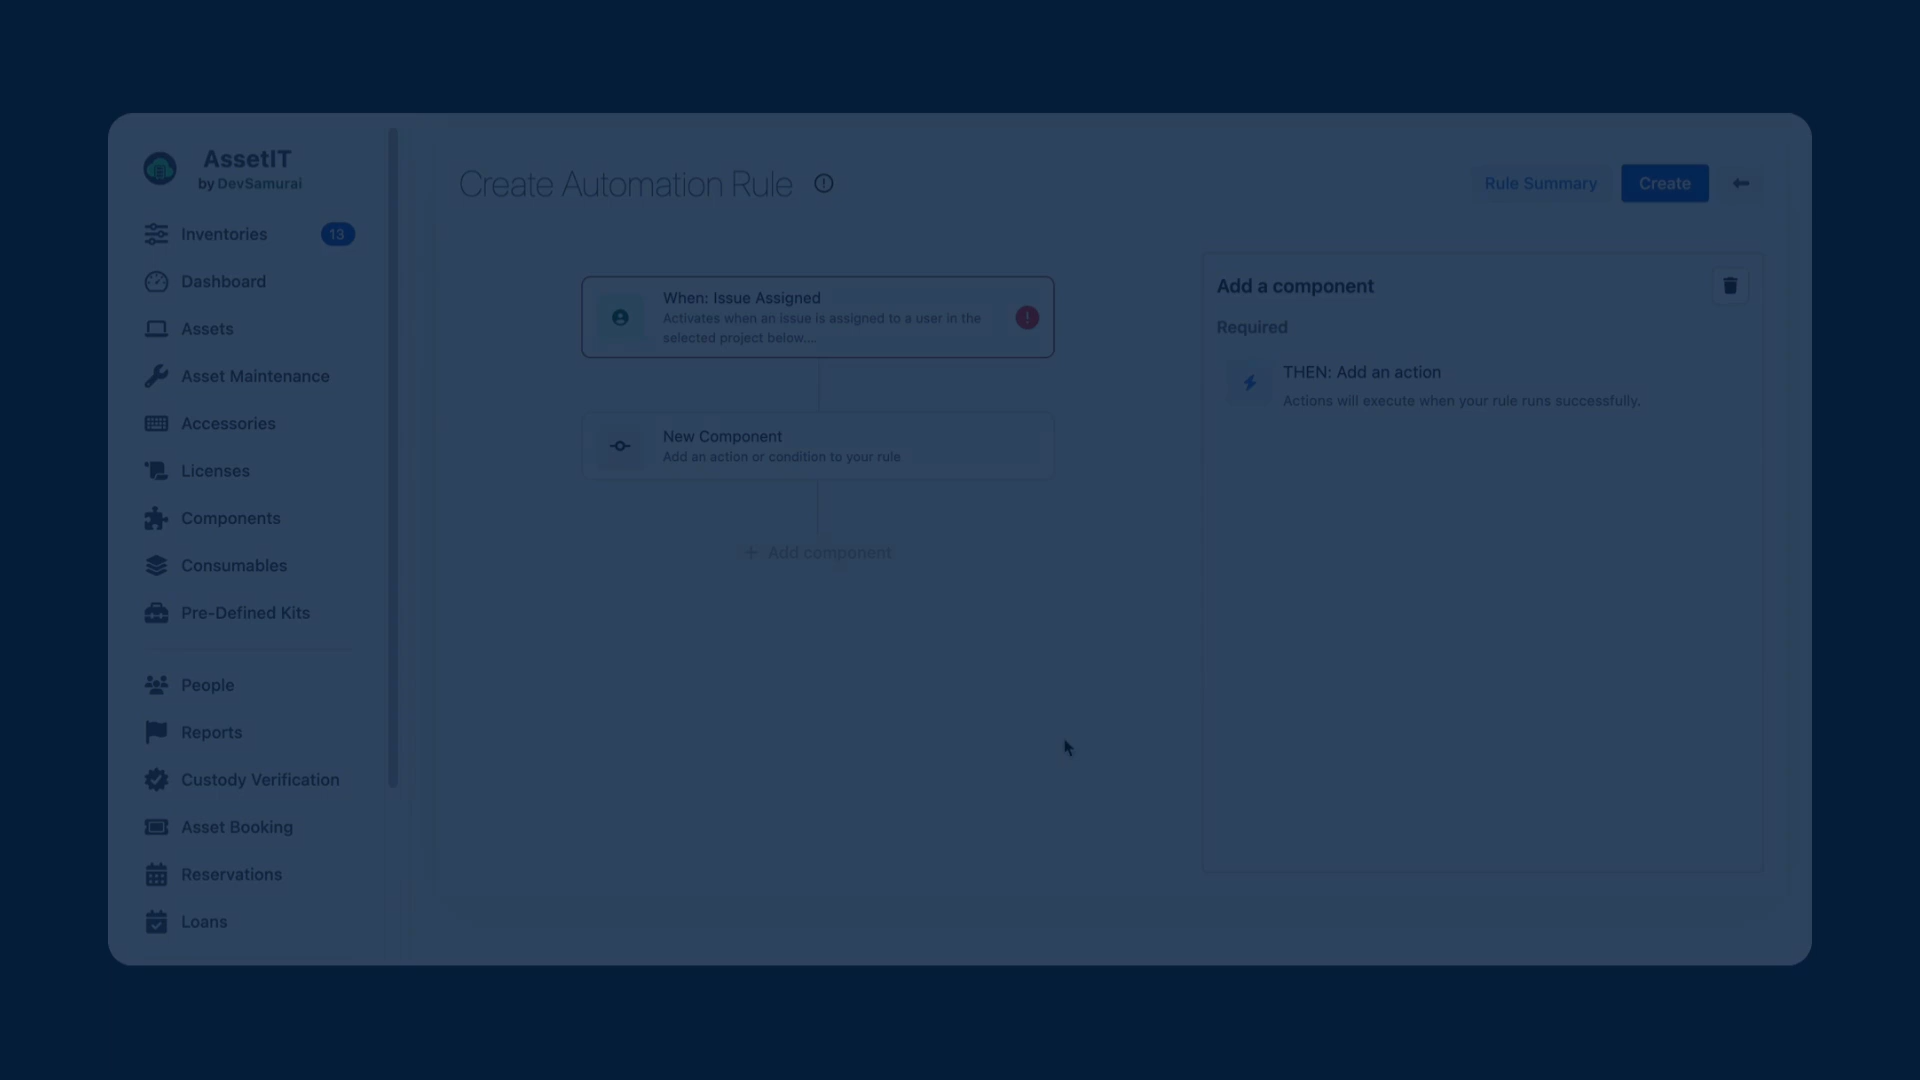 AssetIT
by DevSamurai
Inventories
13
Dashboard
Assets
Asset Maintenance
Accessories
Licenses
Components
Consumables
Pre-Defined Kits
People
Reports
Custody Verification
Asset Booking
Reservations
Loans
Create Automation Rule
Rule Summary
Create
When: Issue Assigned
Activates when an issue is assigned to a user in the
selected project below....
New Component
Add an action or condition to your rule
+ Add component
Add a component
Required
THEN: Add an action
Actions will execute when your rule runs successfully.